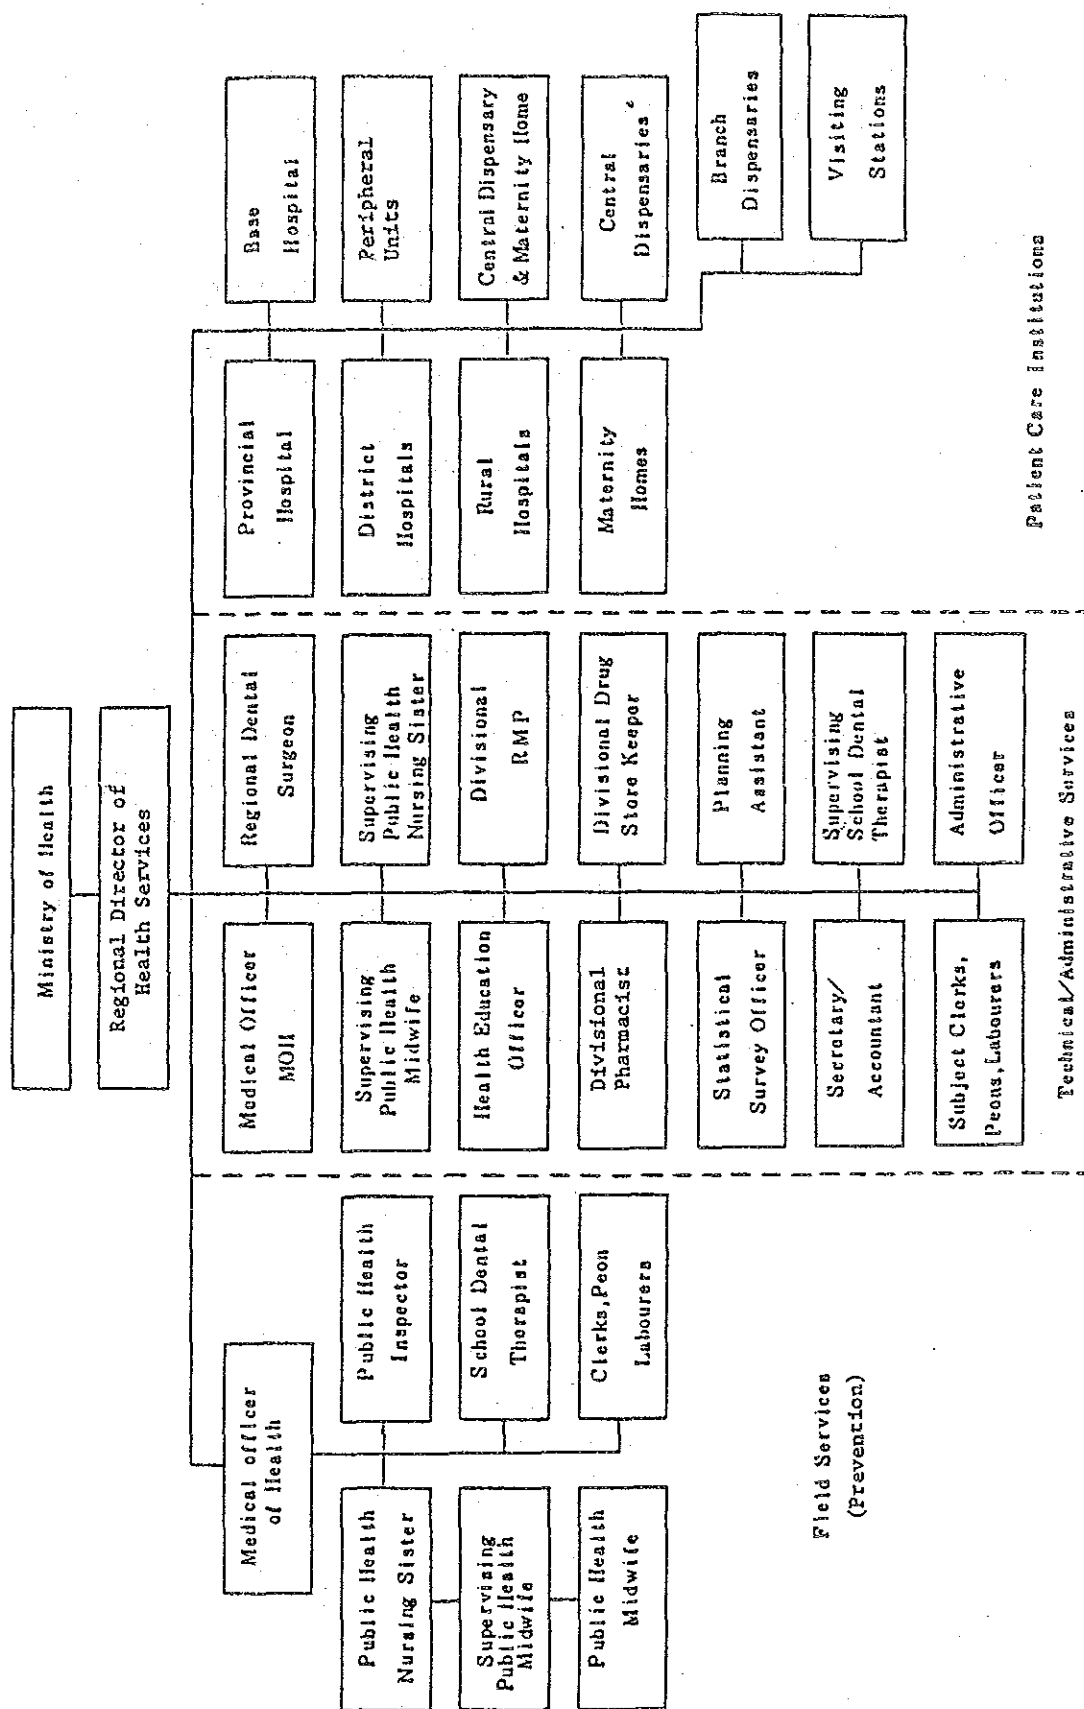 Ministry of Health
Regional Director of
Health Services
Medical officer
of Health
Public Health
Nursing Sister
Public Health
Inspector
Supervising
Public Health
Midwife
School Dental
Therapist
Public Health
Midwife
Clerks,Peon
Labourers
Field Services
(Prevention)
Medical Officer
MOH
Regional Dental
Surgeon
Supervising
Public Health
Midwife
Supervising
Public Health
Nursing Sister
Health Education
Officer
Divisional
RMP
Divisional
Pharmacist
Divisional Drug
Store Keeper
Statistical
Survey Officer
Planning
Assistant
Secretary/
Accountant
Supervising
School Dental
Therapist
Subject Clerks,
Peons,Labourers
Administrative
Officer
Technical/Administrative Services
Provincial
Hospital
Base
Hospital
District
Hospitals
Peripheral
Units
Rural
Hospitals
Central Dispensary
& Maternity Home
Maternity
Homes
Central
Dispensaries
Branch
Dispensaries
Visiting
Stations
Patient Care Institutions